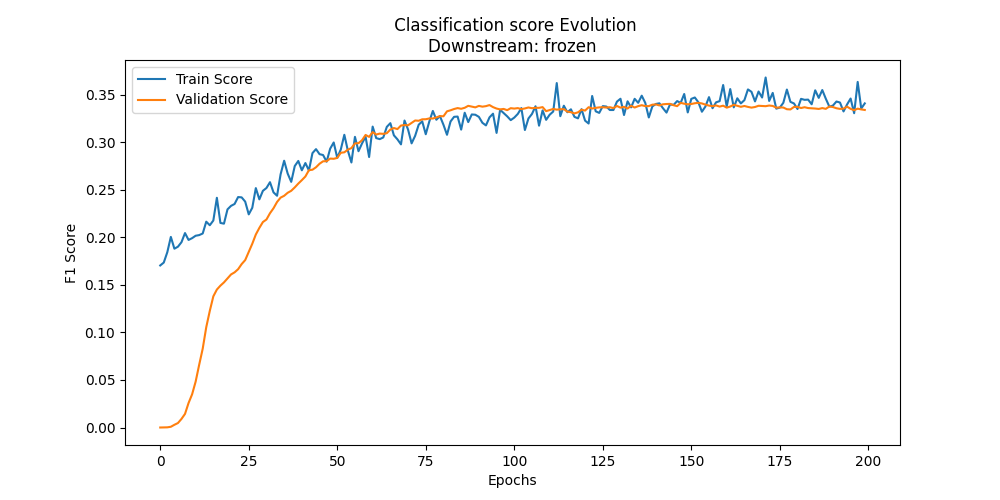 Classification score Evolution
Downstream: frozen
Train Score
Validation Score
F1 Score
0.35
0.30
0.25
0.20
0.15
0.10
0.05
0.00
0 25 50 75 100 125 150 175 200
Epochs